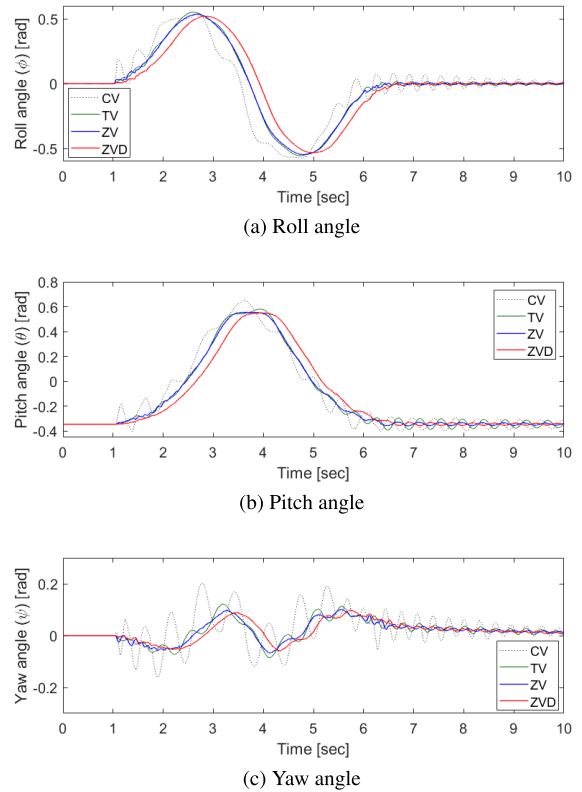 Roll angle (ϕ) [rad]
0.5
0
-0.5
CV
TV
ZV
ZVD
0 1 2 3 4 5 6 7 8 9 10
Time [sec]
(a) Roll angle
Pitch angle (θ) [rad]
0.8
0.6
0.4
0.2
0
-0.2
-0.4
CV
TV
ZV
ZVD
0 1 2 3 4 5 6 7 8 9 10
Time [sec]
(b) Pitch angle
Yaw angle (ψ) [rad]
0.2
0
-0.2
CV
TV
ZV
ZVD
0 1 2 3 4 5 6 7 8 9 10
Time [sec]
(c) Yaw angle